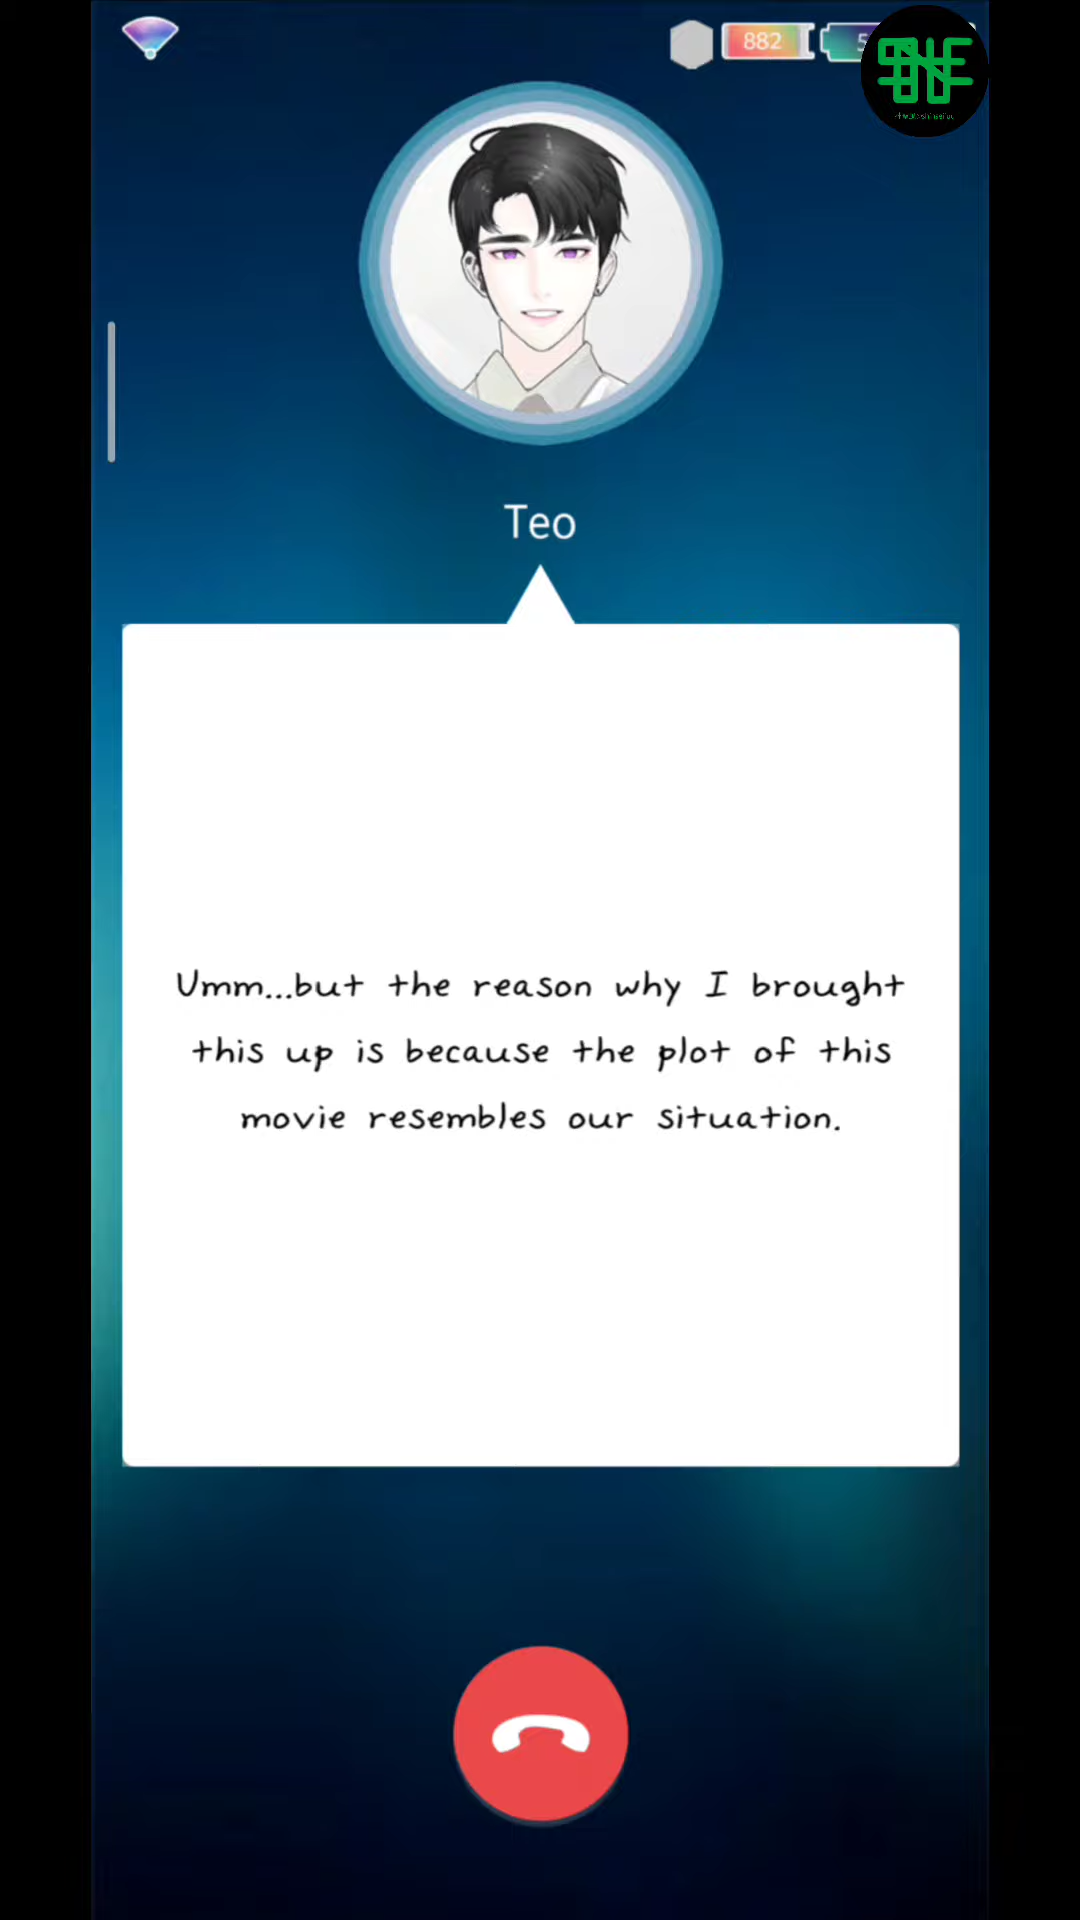 882
Teo
Umm...but the reason why I brought
this up is because the plot of this
movie resembles our situation.